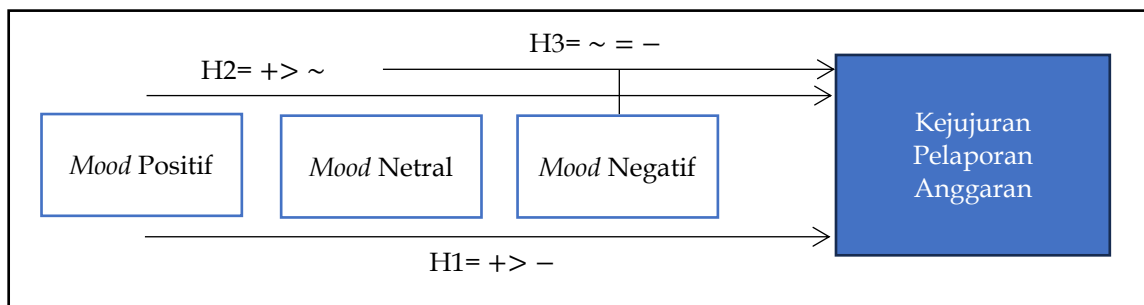 H3= ~ = −
H2= +> ~
Mood Positif
Mood Netral
Mood Negatif
Kejujuran
Pelaporan
Anggaran
H1= +> −